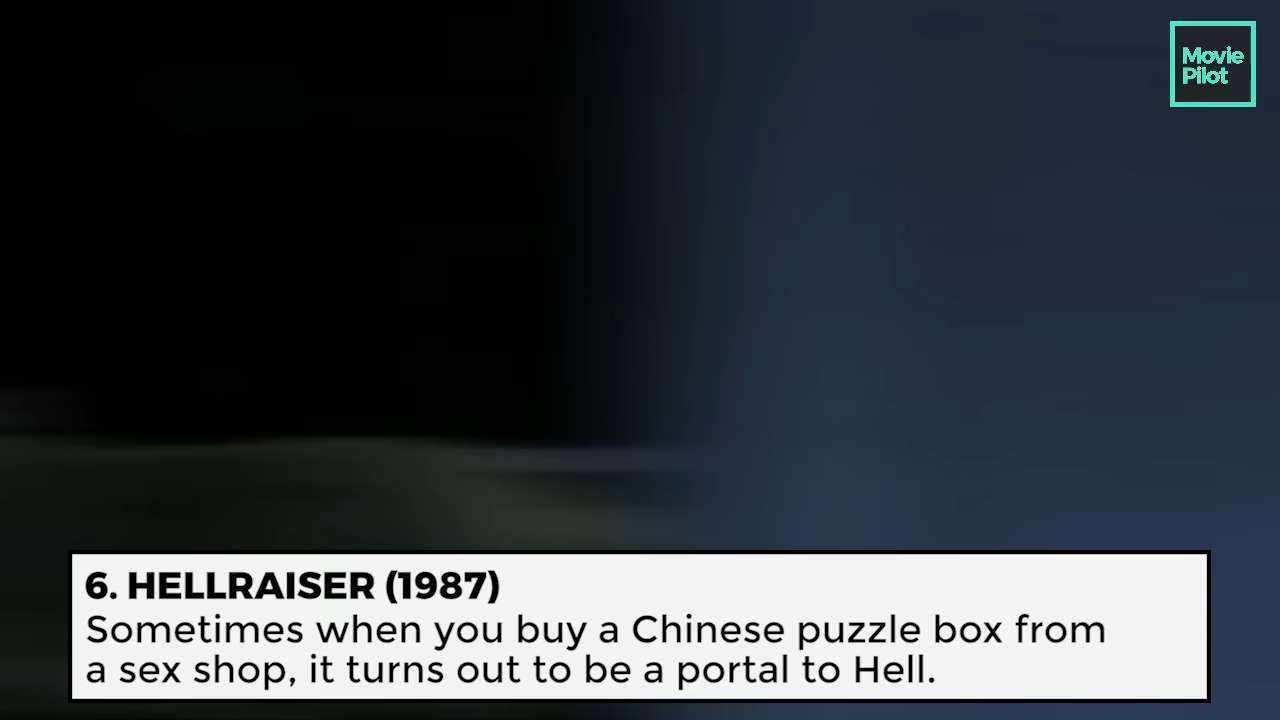 Movie
Pilot
6. HELLRAISER (1987)
Sometimes when you buy a Chinese puzzle box from
a sex shop, it turns out to be a portal to Hell.